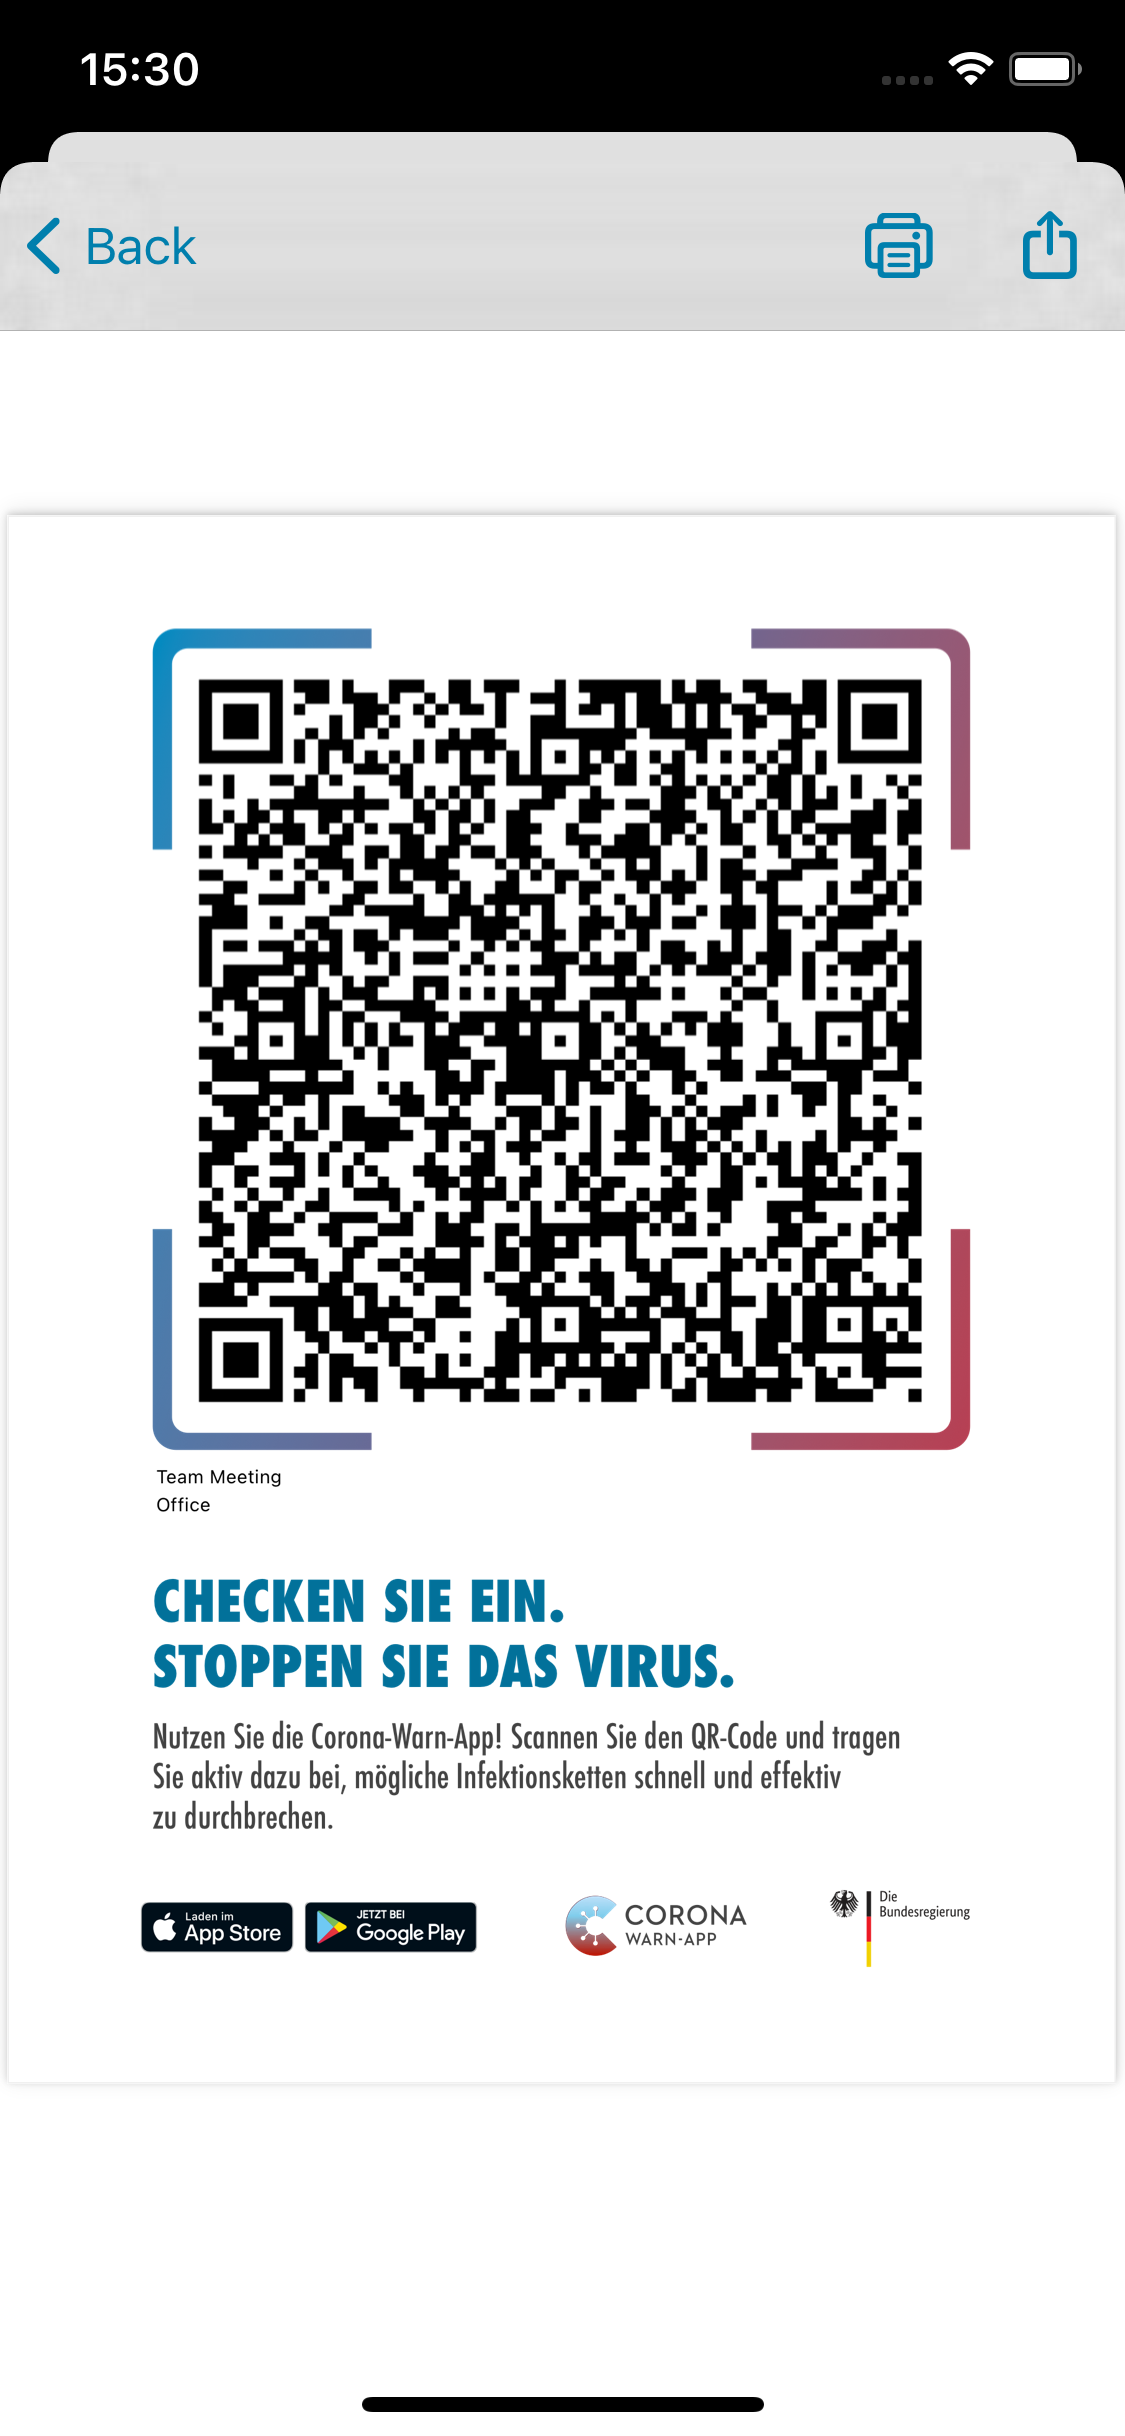 15:30
Back
Team Meeting
Office
CHECKEN SIE EIN.
STOPPEN SIE DAS VIRUS.
Nutzen Sie die Corona-Warn-App! Scannen Sie den QR-Code und tragen
Sie aktiv dazu bei, mögliche Infektionsketten schnell und effektiv
zu durchbrechen.
Laden im
App Store
JETZT BEI
Google Play
CORONA
WARN-APP
Die
Bundesregierung